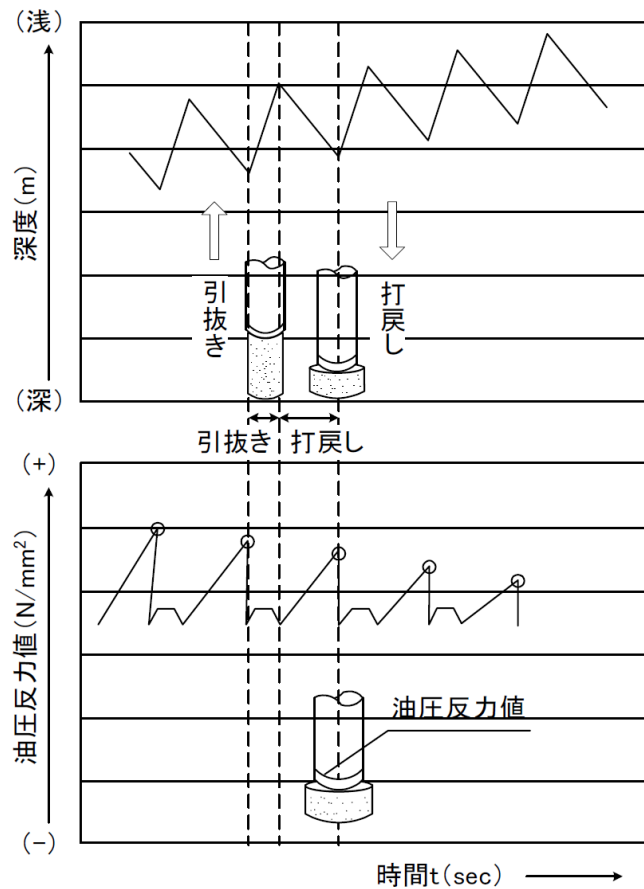 (浅)
深度(m)
引抜き
打戻し
(深)
引抜き 打戻し
(+)
油圧反力値(N/mm²)
油圧反力値
(−)
時間t(sec)